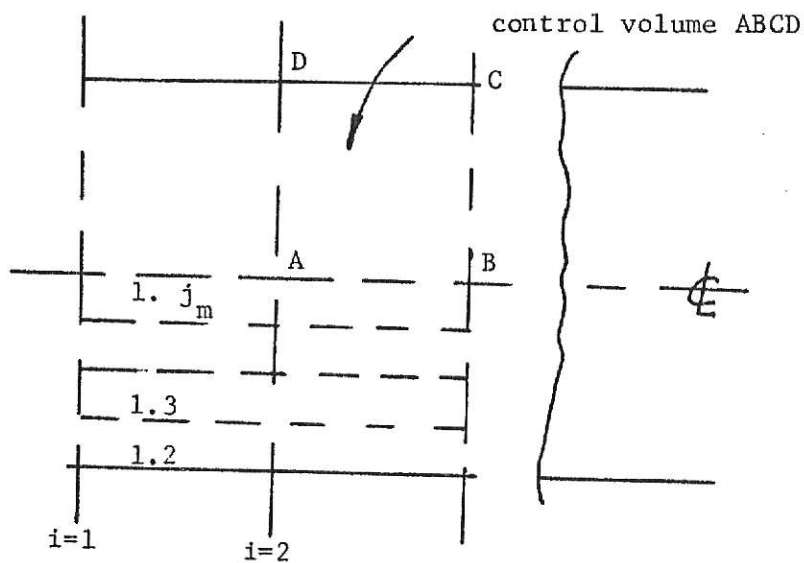 control volume ABCD
D
C
A
B
1. j_m
℄
1.3
1.2
i=1
i=2